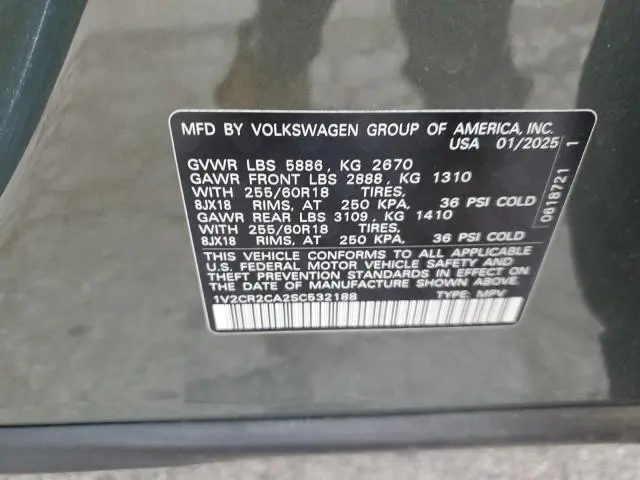 MFD BY VOLKSWAGEN GROUP OF AMERICA, INC.
USA 01/2025
GVWR LBS 5886, KG 2670
GAWR FRONT LBS 2888, KG 1310
WITH 255/60R18 TIRES,
8JX18 RIMS, AT 250 KPA, 36 PSI COLD
GAWR REAR LBS 3109, KG 1410
WITH 255/60R18 TIRES,
8JX18 RIMS, AT 250 KPA, 36 PSI COLD
THIS VEHICLE CONFORMS TO ALL APPLICABLE
U.S. FEDERAL MOTOR VEHICLE SAFETY AND
THEFT PREVENTION STANDARDS IN EFFECT ON
THE DATE OF MANUFACTURE SHOWN ABOVE.
1V2CR2CA2SC532188 TYPE: MPV
0618721 1